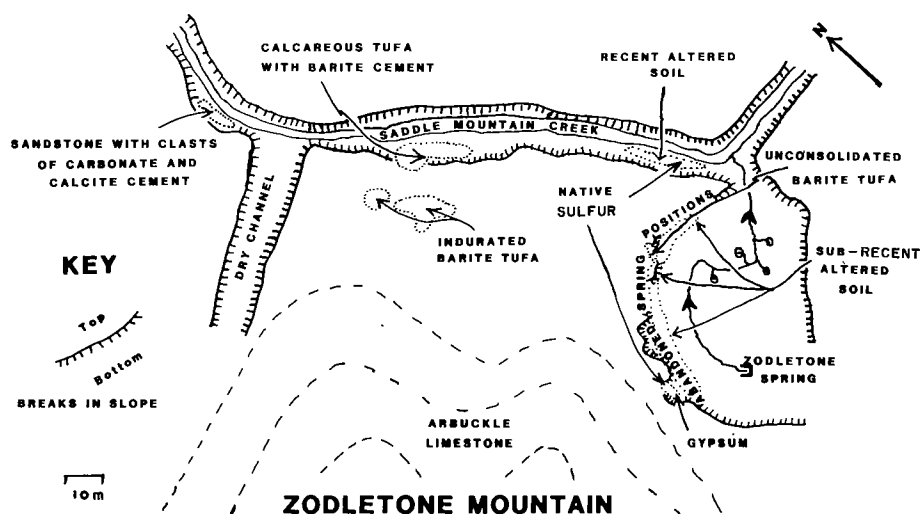 N
CALCAREOUS TUFA
WITH BARITE CEMENT
RECENT ALTERED
SOIL
SADDLE MOUNTAIN CREEK
SANDSTONE WITH CLASTS
OF CARBONATE AND
CALCITE CEMENT
UNCONSOLIDATED
BARITE TUFA
NATIVE
SULFUR
DRY CHANNEL
INDURATED
BARITE TUFA
ABANDONED SPRING POSITIONS
SUB-RECENT
ALTERED
SOIL
KEY
Top
Bottom
BREAKS IN SLOPE
ZODLETONE
SPRING
ARBUCKLE
LIMESTONE
GYPSUM
10m
ZODLETONE MOUNTAIN